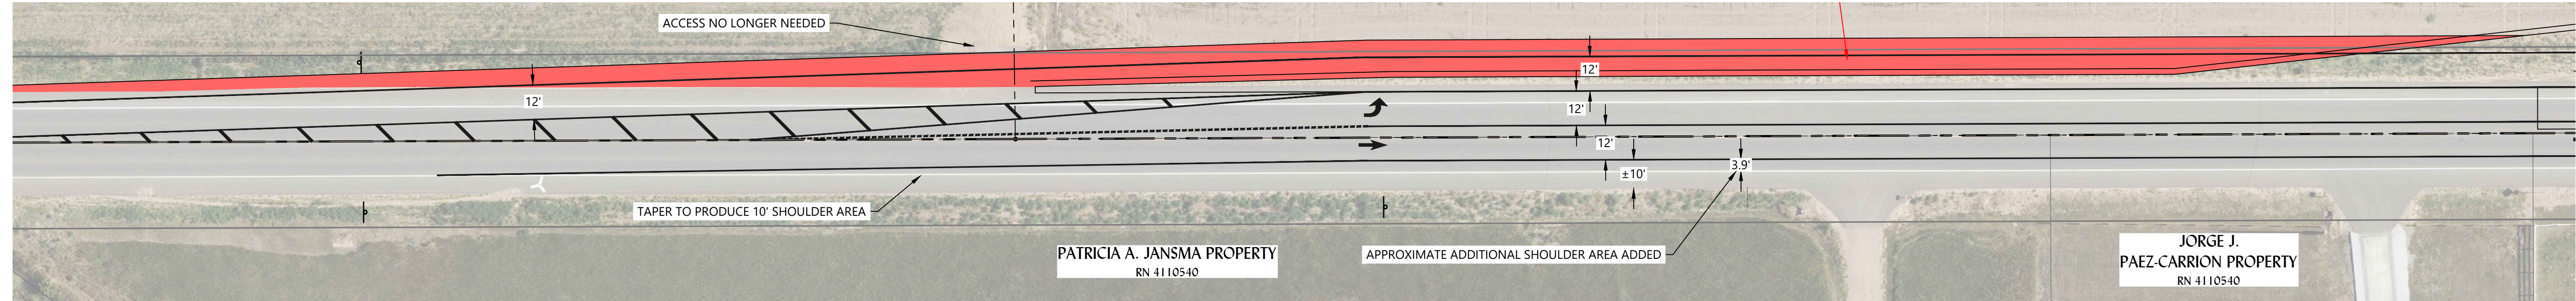 ACCESS NO LONGER NEEDED
12'
12'
12'
12'
3.9'
±10'
TAPER TO PRODUCE 10' SHOULDER AREA
PATRICIA A. JANSMA PROPERTY
RN 4110540
APPROXIMATE ADDITIONAL SHOULDER AREA ADDED
JORGE J.
PAEZ-CARRION PROPERTY
RN 4110540